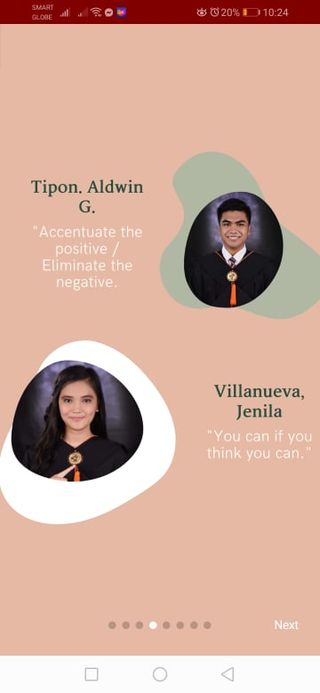 SMART
GLOBE
20%
10:24
Tipon, Aldwin
G.
"Accentuate the
positive /
Eliminate the
negative.
Villanueva,
Jenila
"You can if you
think you can."
Next